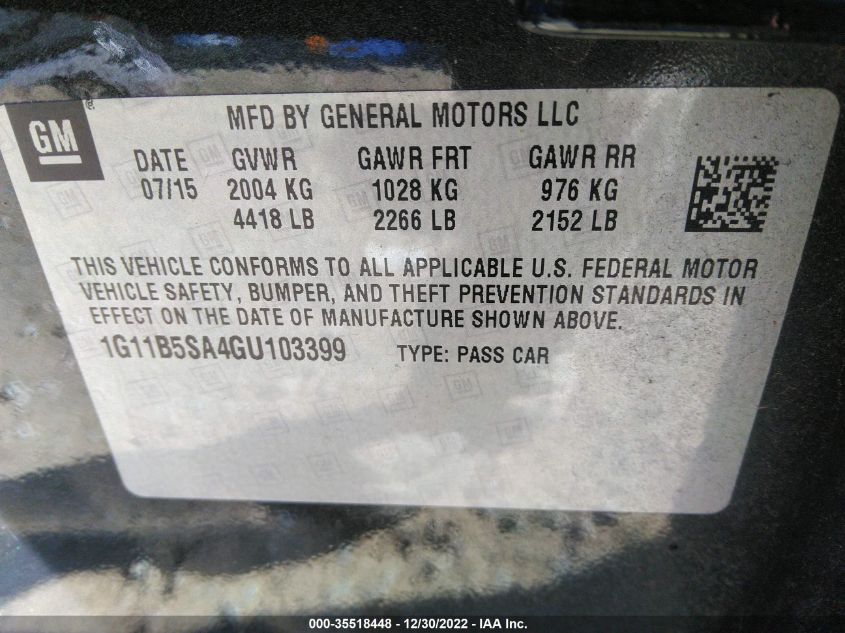 GM
MFD BY GENERAL MOTORS LLC
DATE GVWR GAWR FRT GAWR RR
07/15 2004 KG 1028 KG 976 KG
4418 LB 2266 LB 2152 LB
THIS VEHICLE CONFORMS TO ALL APPLICABLE U.S. FEDERAL MOTOR
VEHICLE SAFETY, BUMPER, AND THEFT PREVENTION STANDARDS IN
EFFECT ON THE DATE OF MANUFACTURE SHOWN ABOVE.
1G11B5SA4GU103399 TYPE: PASS CAR
000-35518448 - 12/30/2022 - IAA Inc.